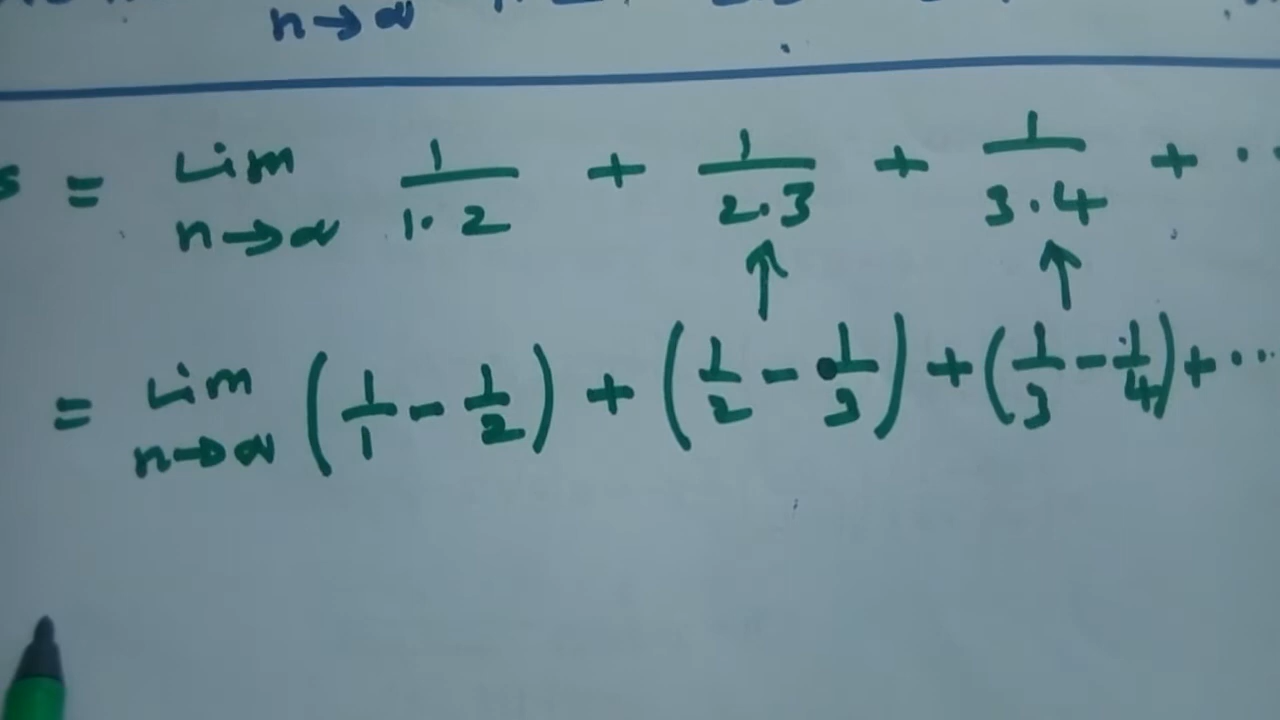 n→∞
S = Lim n→∞ 1/1·2 + 1/2·3 + 1/3·4 + ··
= Lim n→∞ (1/1 - 1/2) + (1/2 - 1/3) + (1/3 - 1/4) + ···